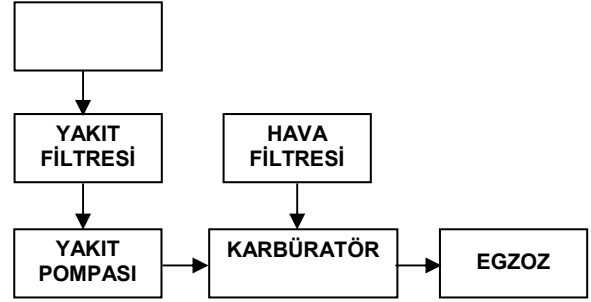 YAKIT
FİLTRESİ
HAVA
FİLTRESİ
YAKIT
POMPASI
KARBÜRATÖR
EGZOZ